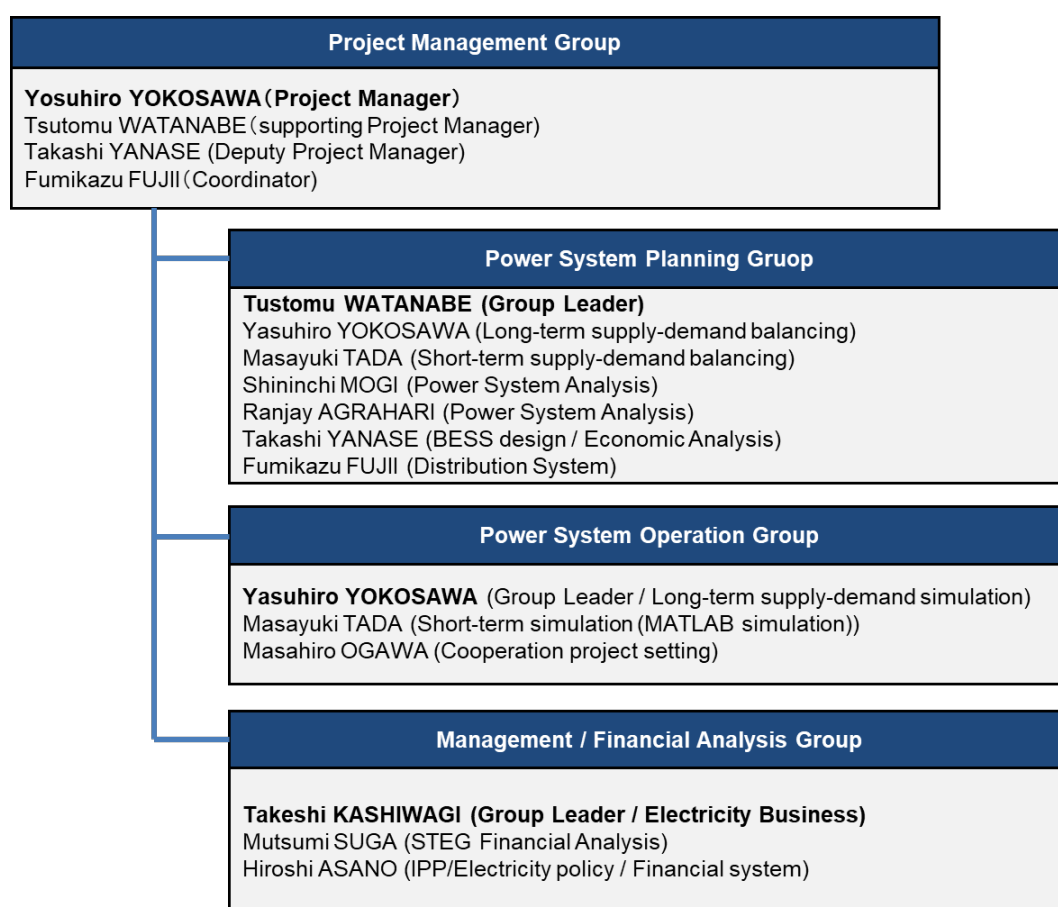 Project Management Group
Yosuhiro YOKOSAWA（Project Manager）
Tsutomu WATANABE（supporting Project Manager)
Takashi YANASE (Deputy Project Manager)
Fumikazu FUJII（Coordinator)
Power System Planning Gruop
Tustomu WATANABE (Group Leader)
Yasuhiro YOKOSAWA (Long-term supply-demand balancing)
Masayuki TADA (Short-term supply-demand balancing)
Shininchi MOGI (Power System Analysis)
Ranjay AGRAHARI (Power System Analysis)
Takashi YANASE (BESS design / Economic Analysis)
Fumikazu FUJII (Distribution System)
Power System Operation Group
Yasuhiro YOKOSAWA (Group Leader / Long-term supply-demand simulation)
Masayuki TADA (Short-term simulation (MATLAB simulation))
Masahiro OGAWA (Cooperation project setting)
Management / Financial Analysis Group
Takeshi KASHIWAGI (Group Leader / Electricity Business)
Mutsumi SUGA (STEG Financial Analysis)
Hiroshi ASANO (IPP/Electricity policy / Financial system)